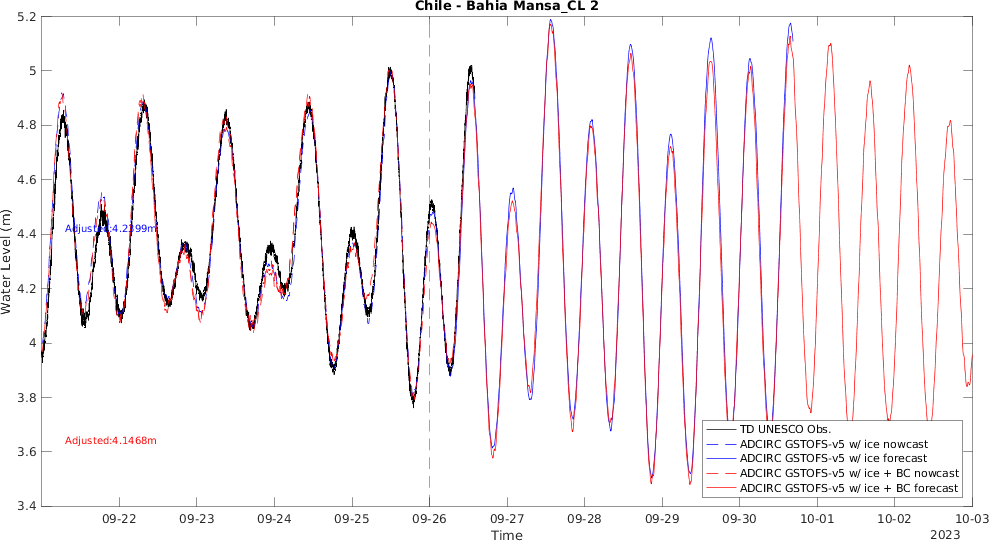 Chile - Bahia Mansa_CL 2
Water Level (m)
5.2
5
4.8
4.6
4.4
4.2
4
3.8
3.6
3.4
Adjusted:4.2399m
Adjusted:4.1468m
TD UNESCO Obs.
ADCIRC GSTOFS-v5 w/ ice nowcast
ADCIRC GSTOFS-v5 w/ ice forecast
ADCIRC GSTOFS-v5 w/ ice + BC nowcast
ADCIRC GSTOFS-v5 w/ ice + BC forecast
09-22 09-23 09-24 09-25 09-26 09-27 09-28 09-29 09-30 10-01 10-02 10-03
Time
2023